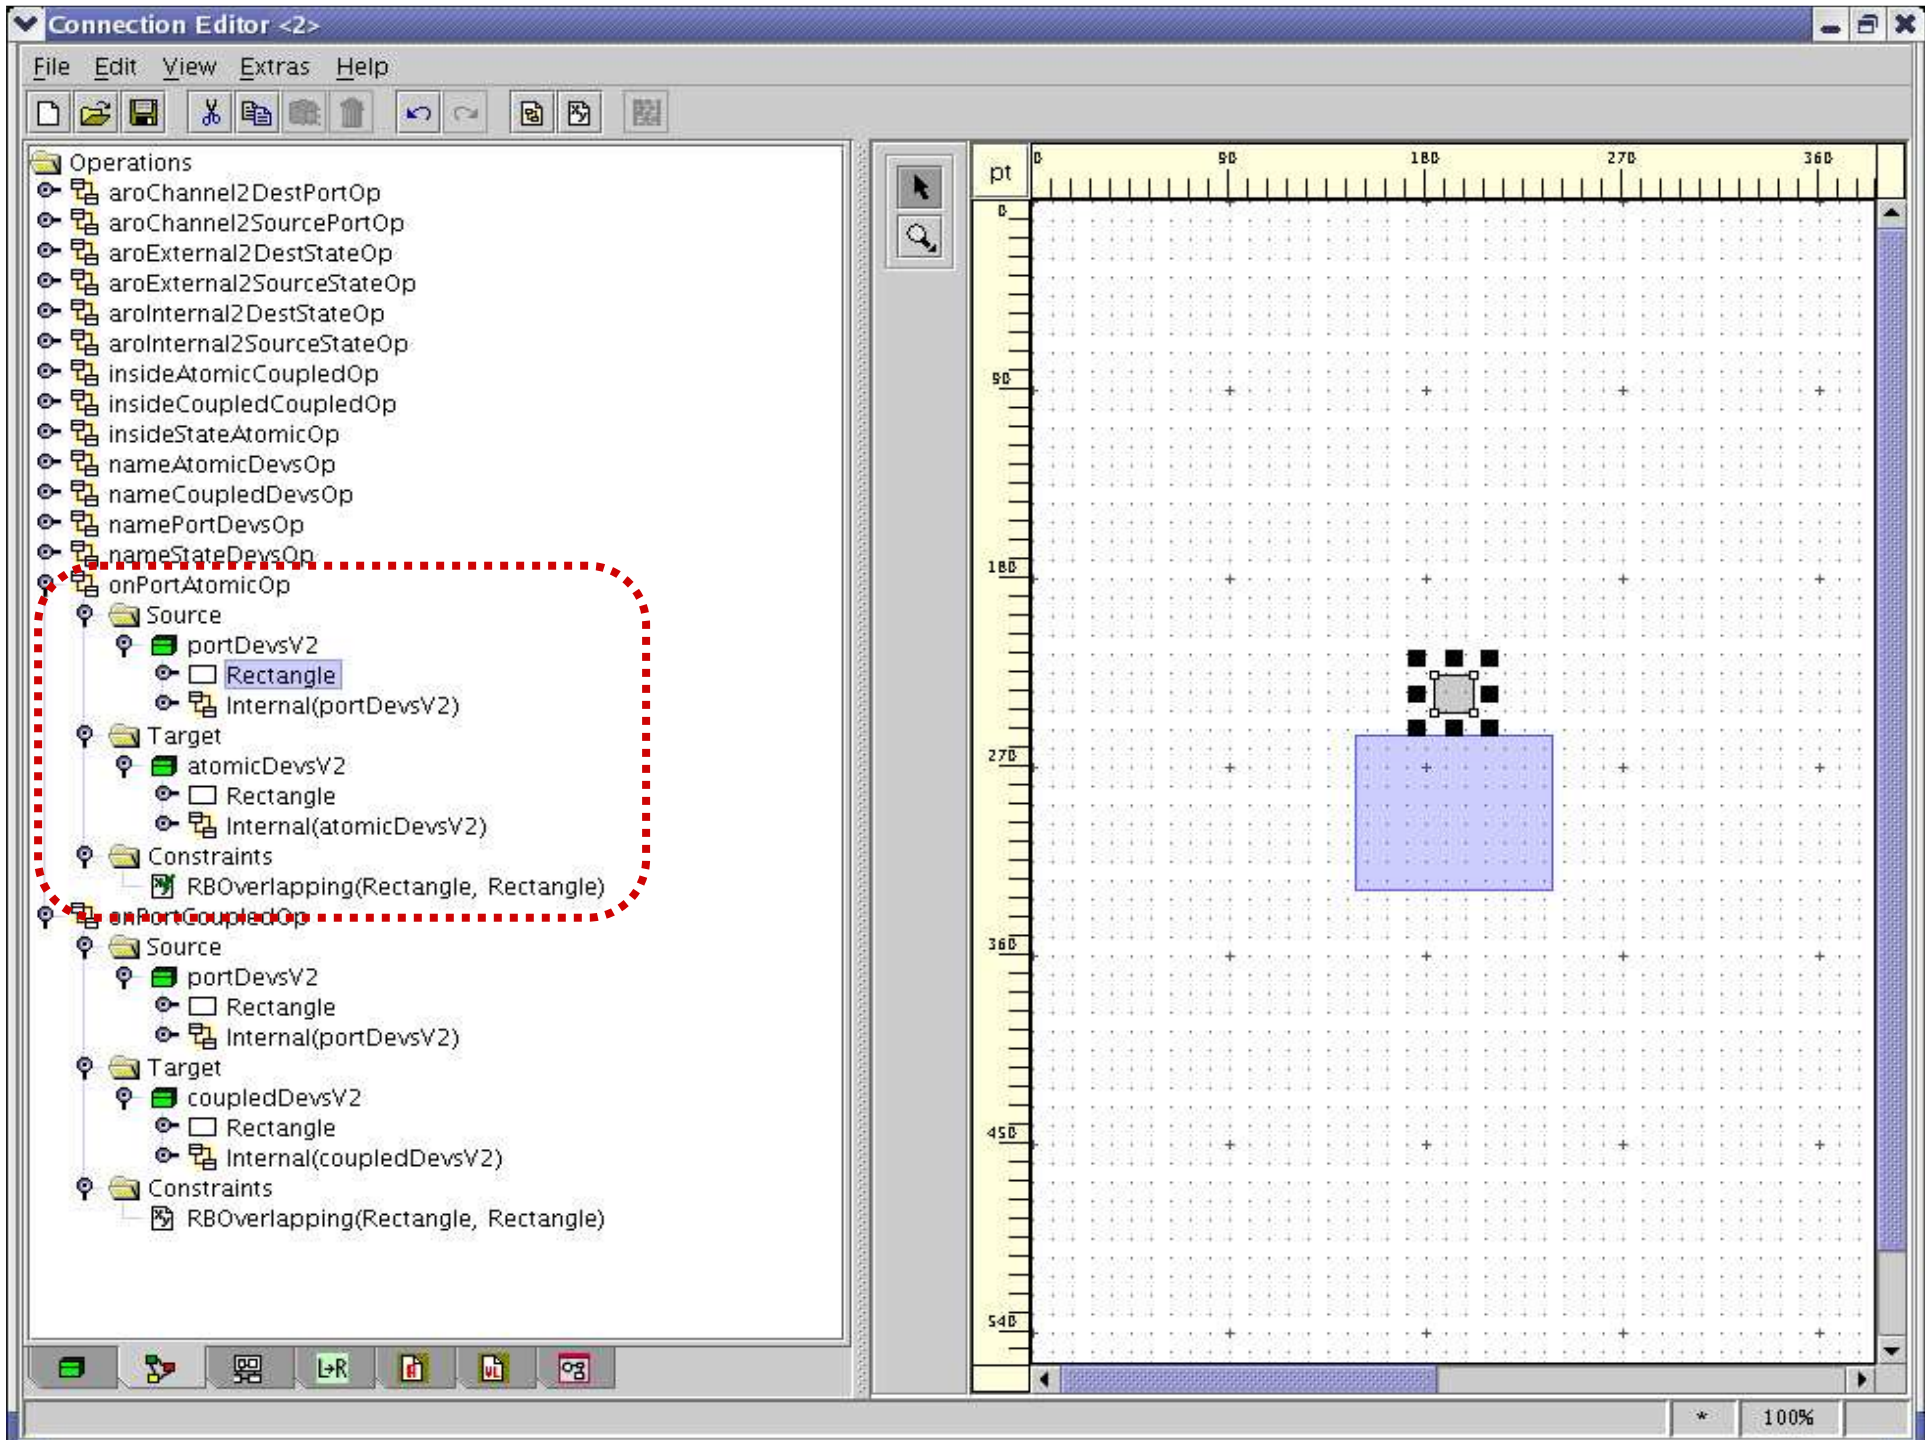 Connection Editor <2>
File Edit View Extras Help
Operations
aroChannel2DestPortOp
aroChannel2SourcePortOp
aroExternal2DestStateOp
aroExternal2SourceStateOp
aroInternal2DestStateOp
aroInternal2SourceStateOp
insideAtomicCoupledOp
insideCoupledCoupledOp
insideStateAtomicOp
nameAtomicDevsOp
nameCoupledDevsOp
namePortDevsOp
nameStateDevsOp
onPortAtomicOp
Source
portDevsV2
Rectangle
Internal(portDevsV2)
Target
atomicDevsV2
Rectangle
Internal(atomicDevsV2)
Constraints
RBOverlapping(Rectangle, Rectangle)
onPortCoupledOp
Source
portDevsV2
Rectangle
Internal(portDevsV2)
Target
coupledDevsV2
Rectangle
Internal(coupledDevsV2)
Constraints
RBOverlapping(Rectangle, Rectangle)
L→R
pt
0 90 180 270 360
0
90
180
270
360
450
540
* 100%